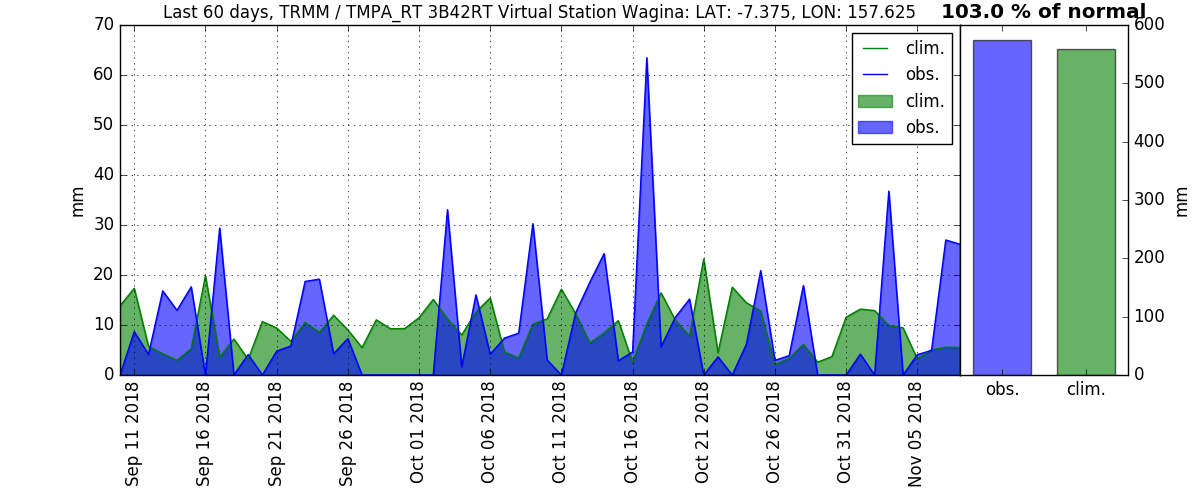 Last 60 days, TRMM / TMPA_RT 3B42RT Virtual Station Wagina: LAT: -7.375, LON: 157.625
103.0 % of normal
70
60
50
40
30
20
10
0
mm
clim.
obs.
clim.
obs.
Sep 11 2018
Sep 16 2018
Sep 21 2018
Sep 26 2018
Oct 01 2018
Oct 06 2018
Oct 11 2018
Oct 16 2018
Oct 21 2018
Oct 26 2018
Oct 31 2018
Nov 05 2018
600
500
400
300
200
100
0
mm
obs.
clim.